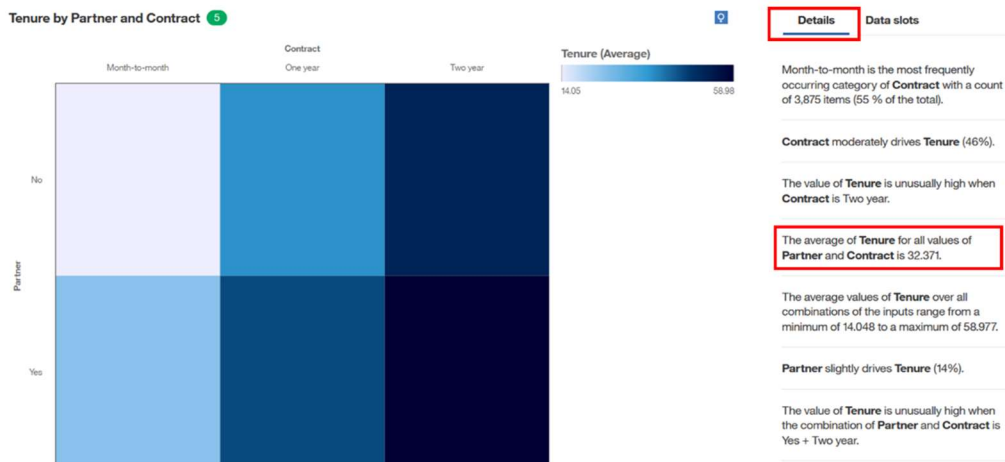 Tenure by Partner and Contract 5
Contract
Month-to-month One year Two year
No
Partner
Yes
Tenure (Average)
14.05 58.98
Details Data slots
Month-to-month is the most frequently
occurring category of Contract with a count
of 3,875 items (55 % of the total).
Contract moderately drives Tenure (46%).
The value of Tenure is unusually high when
Contract is Two year.
The average of Tenure for all values of
Partner and Contract is 32.371.
The average values of Tenure over all
combinations of the inputs range from a
minimum of 14.048 to a maximum of 58.977.
Partner slightly drives Tenure (14%).
The value of Tenure is unusually high when
the combination of Partner and Contract is
Yes + Two year.